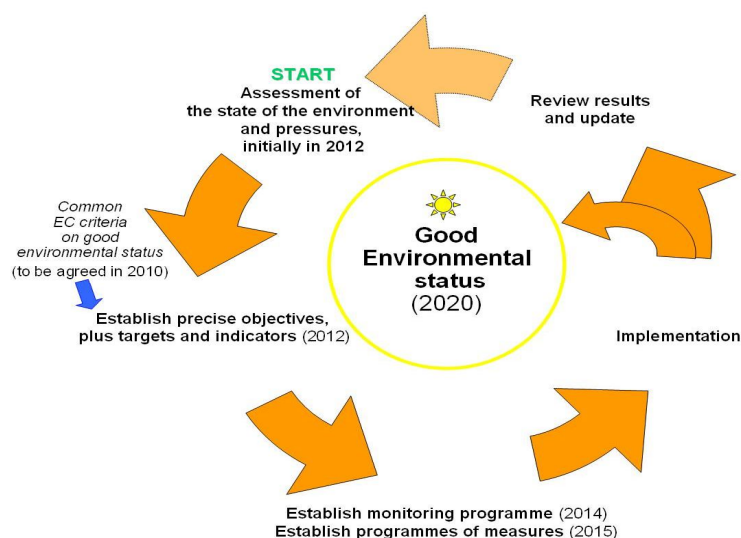 START
Assessment of
the state of the environment
and pressures,
initially in 2012
Review results
and update
Common
EC criteria
on good
environmental status
(to be agreed in 2010)
Good
Environmental
status
(2020)
Establish precise objectives,
plus targets and indicators (2012)
Implementation
Establish monitoring programme (2014)
Establish programmes of measures (2015)